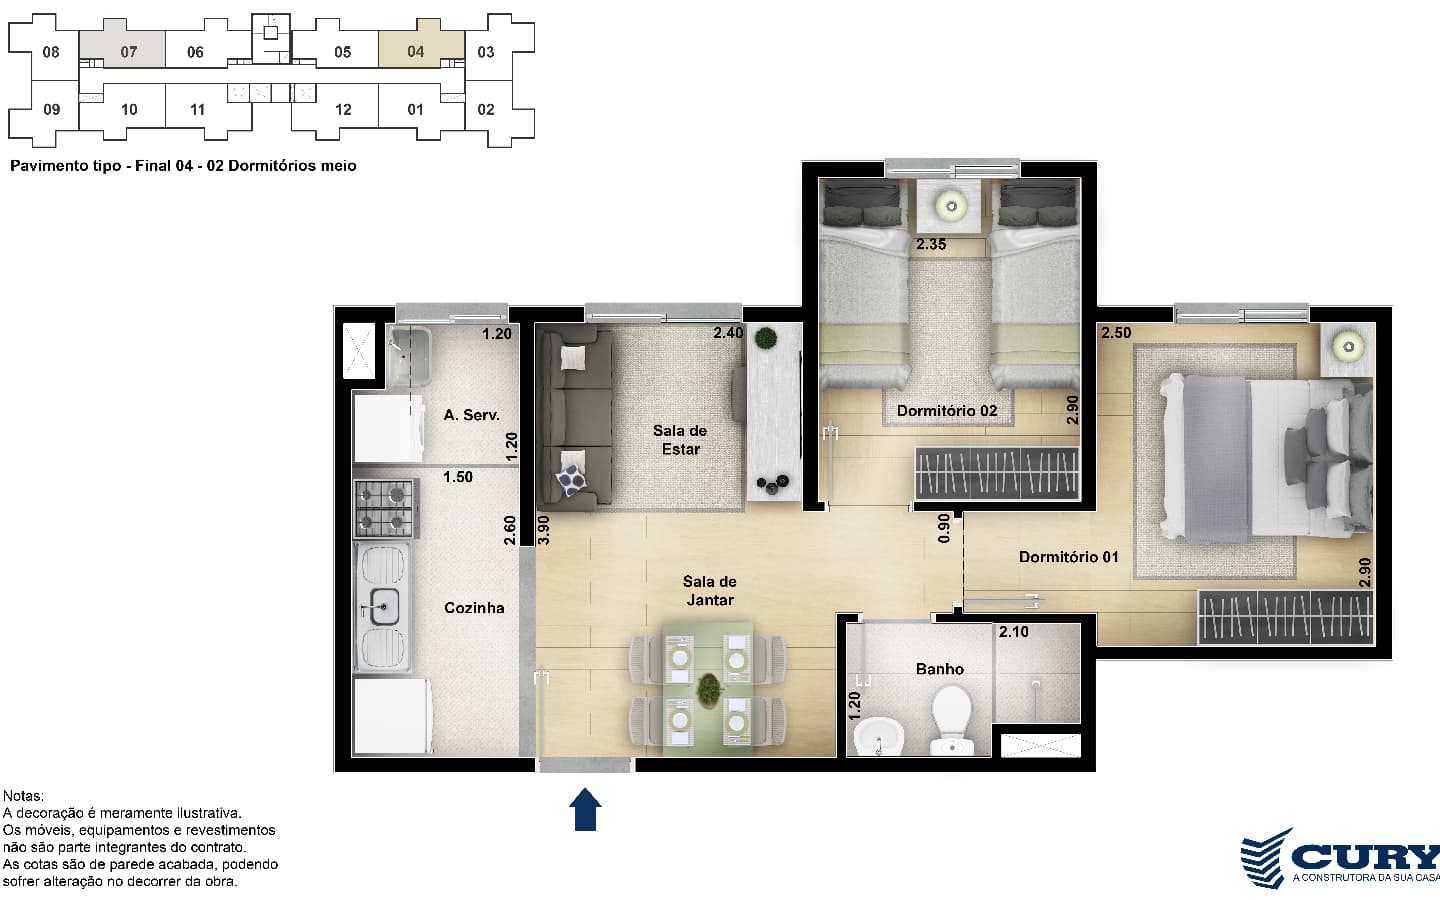 08
07
06
05
04
03
09
10
11
12
01
02
Pavimento tipo - Final 04 - 02 Dormitórios meio
2.35
1.20
2.40
2.50
A. Serv.
1.20
Sala de
Estar
Dormitório 02
2.90
1.50
2.60
3.90
0.90
Dormitório 01
2.90
Cozinha
Sala de
Jantar
2.10
Banho
1.20
Notas:
A decoração é meramente ilustrativa.
Os móveis, equipamentos e revestimentos
não são parte integrantes do contrato.
As cotas são de parede acabada, podendo
sofrer alteração no decorrer da obra.
CURY
A CONSTRUTORA DA SUA CASA